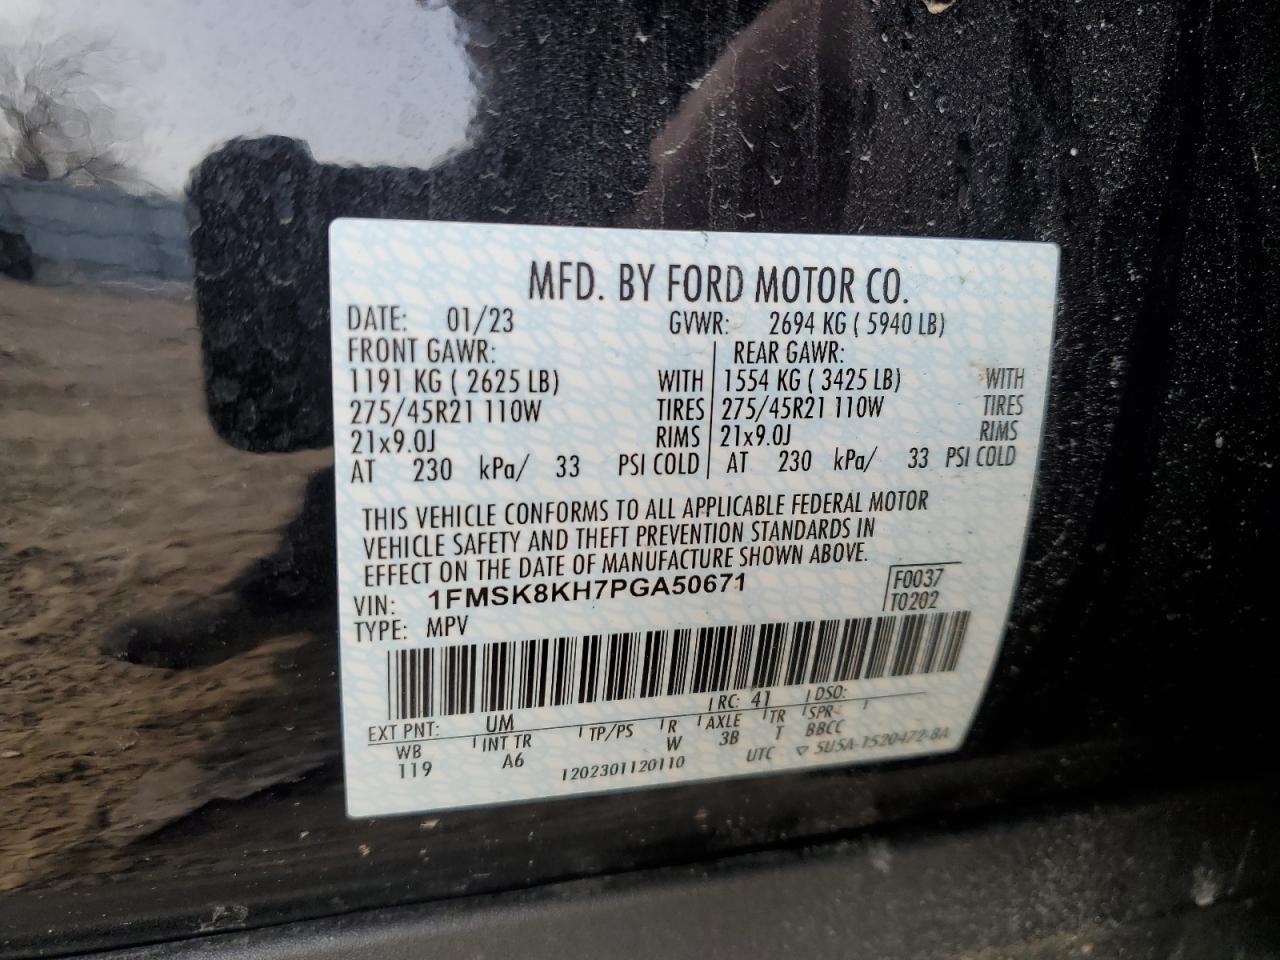 MFD. BY FORD MOTOR CO.
DATE: 01/23 GVWR: 2694 KG ( 5940 LB)
FRONT GAWR: REAR GAWR:
1191 KG ( 2625 LB) WITH 1554 KG ( 3425 LB) WITH
275/45R21 110W TIRES 275/45R21 110W TIRES
21x9.0J RIMS 21x9.0J RIMS
AT 230 kPa/ 33 PSI COLD AT 230 kPa/ 33 PSI COLD
THIS VEHICLE CONFORMS TO ALL APPLICABLE FEDERAL MOTOR
VEHICLE SAFETY AND THEFT PREVENTION STANDARDS IN
EFFECT ON THE DATE OF MANUFACTURE SHOWN ABOVE.
VIN: 1FMSK8KH7PGA50671 F0037
TYPE: MPV T0202
EXT PNT: UM RC: 41 DSO:
WB INT TR TP/PS R AXLE TR SPR
119 A6 W 3B T BBCC
1202301120110 UTC ▽ SU5A-1520472-BA